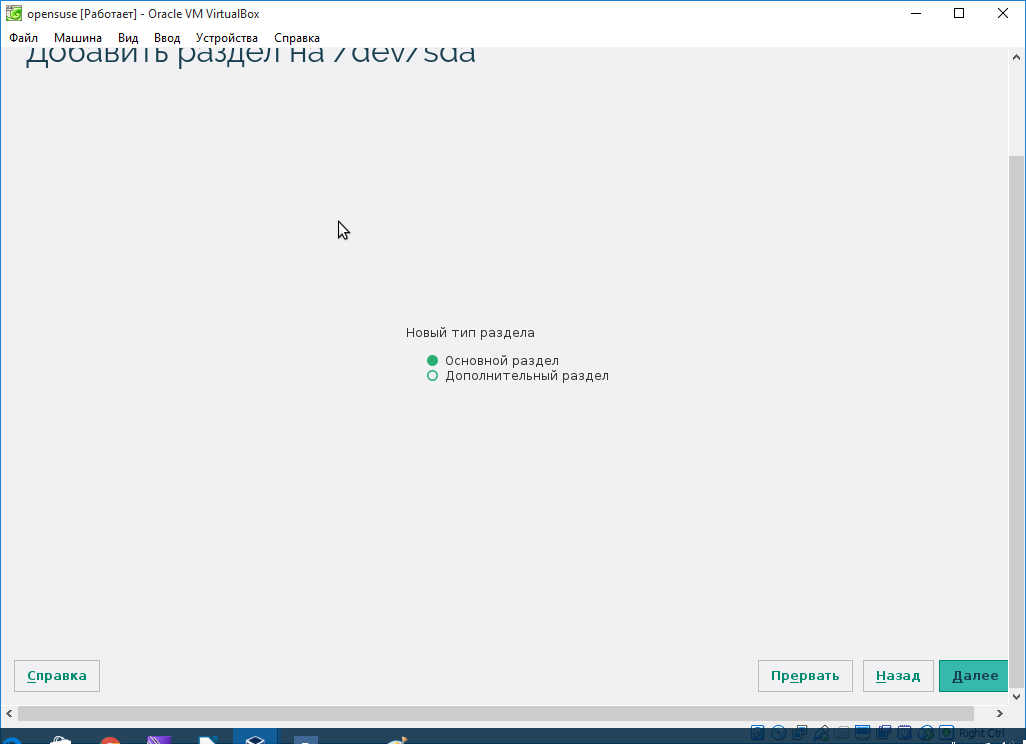 opensuse [Работает] - Oracle VM VirtualBox
Файл Машина Вид Ввод Устройства Справка
Добавить раздел на /dev/sda
Новый тип раздела
Основной раздел
Дополнительный раздел
Справка Прервать Назад Далее
Right Ctrl